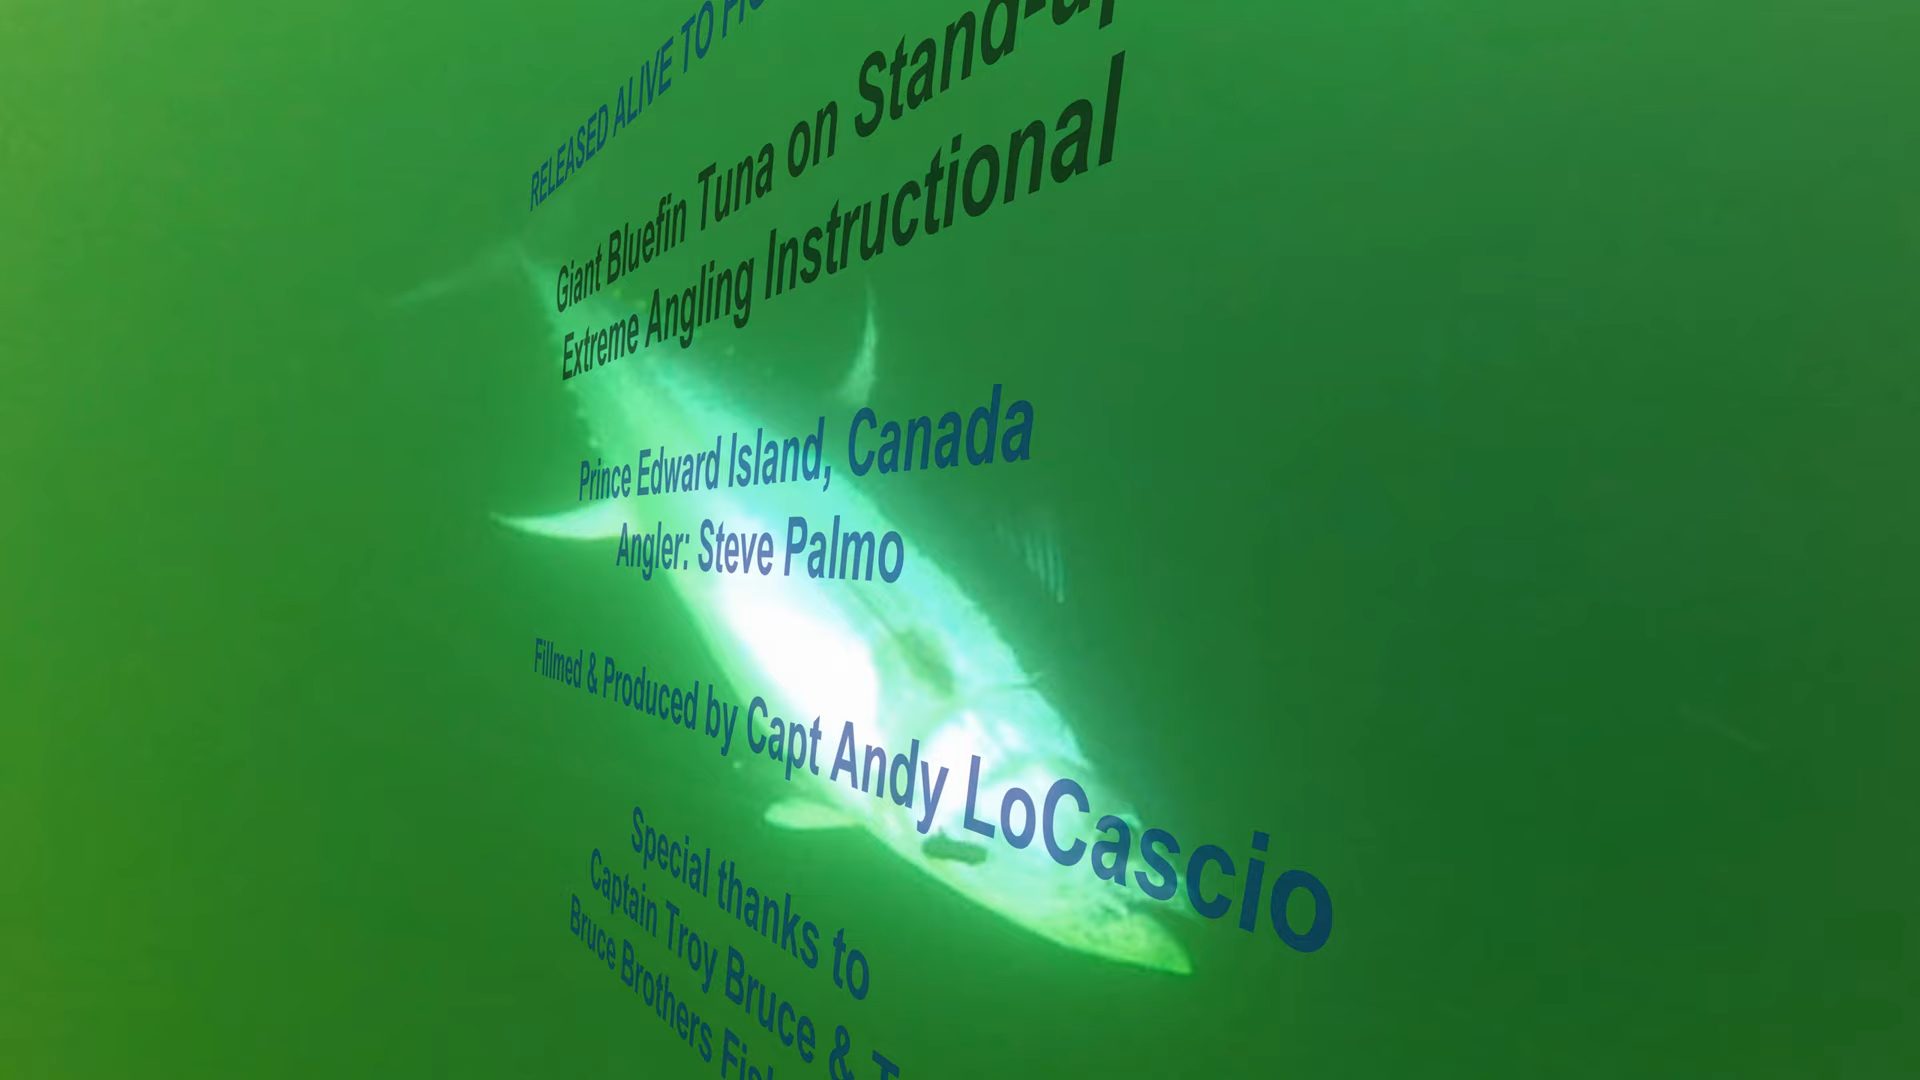 RELEASED ALIVE TO
Giant Bluefin Tuna on
Extreme Angling Instructional
Prince Edward Island, Canada
Angler: Steve Palmo
Fillmed & Produced by Capt Andy LoCascio
Special thanks to
Captain Troy Bruce &
Bruce Brothers